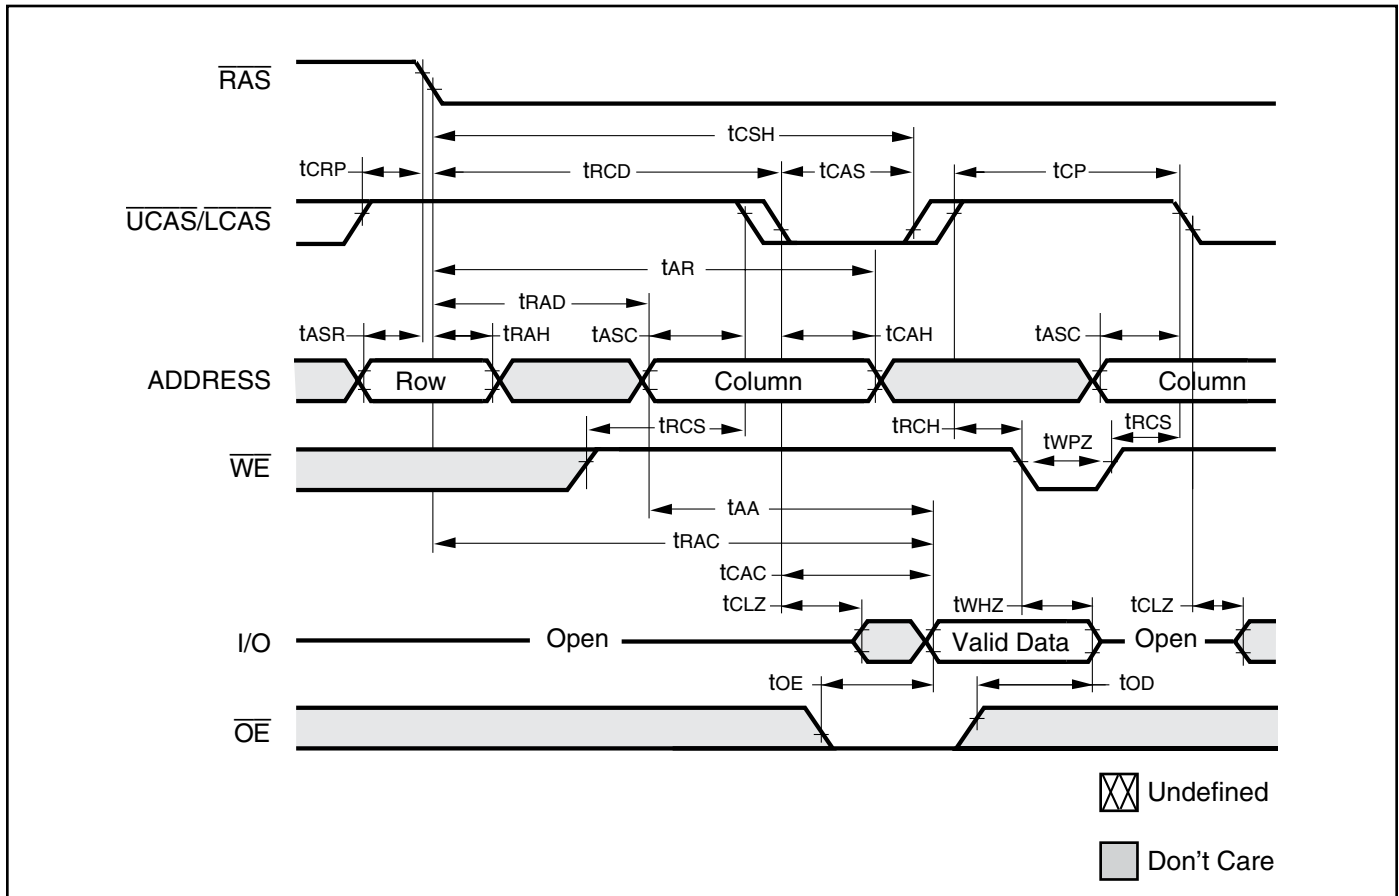 RAS
tCSH
tCRP
tRCD
tCAS
tCP
UCAS/LCAS
tAR
tRAD
tASR
tRAH
tASC
tCAH
tASC
ADDRESS
Row
Column
Column
tRCS
tRCH
tWPZ
tRCS
WE
tAA
tRAC
tCAC
tCLZ
tWHZ
tCLZ
I/O
Open
Valid Data
Open
tOE
tOD
OE
Undefined
Don't Care